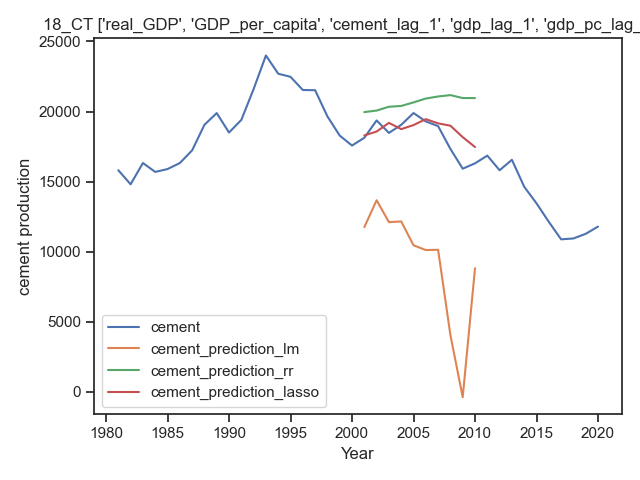 18_CT ['real_GDP', 'GDP_per_capita', 'cement_lag_1', 'gdp_lag_1', 'gdp_pc_lag_
25000
20000
15000
10000
5000
0
cement production
cement
cement_prediction_lm
cement_prediction_rr
cement_prediction_lasso
1980 1985 1990 1995 2000 2005 2010 2015 2020
Year